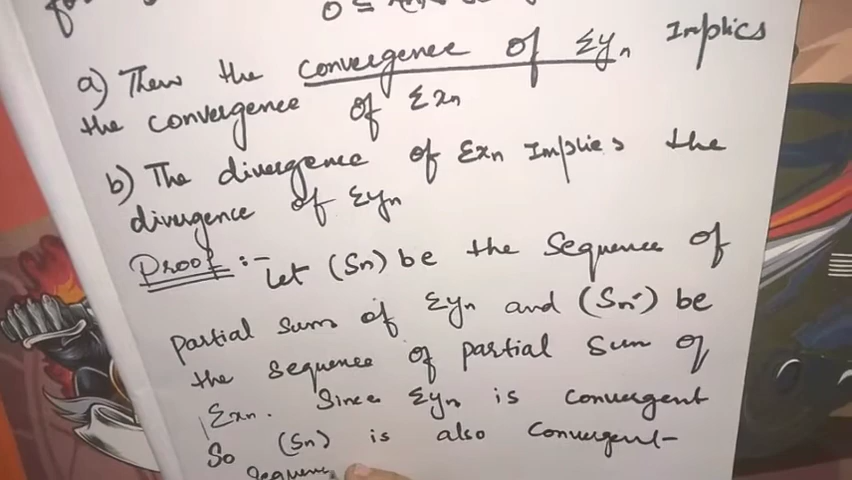 a) Then the convergence of Σyn Implies
the convergence of Σxn
b) The divergence of Σxn Implies the
divergence of Σyn
Proof :- Let (Sn) be the Sequence of
partial sum of Σyn and (Sn') be
the sequence of partial sum of
Σxn. Since Σyn is convergent
So (Sn) is also convergent